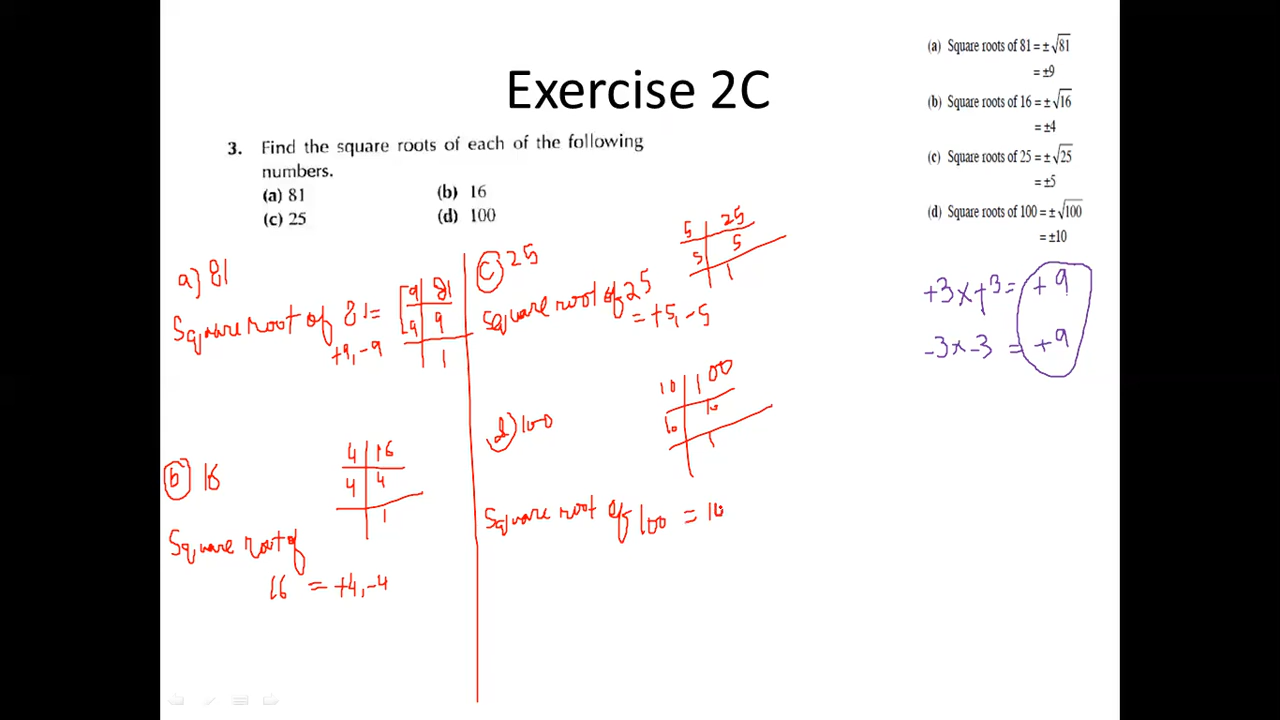 Exercise 2C
3. Find the square roots of each of the following
numbers.
(a) 81 (b) 16
(c) 25 (d) 100
(a) Square roots of 81 = ±√81
= ±9
(b) Square roots of 16 = ±√16
= ±4
(c) Square roots of 25 = ±√25
= ±5
(d) Square roots of 100 = ±√100
= ±10
+3 x +3 = +9
-3 x -3 = +9
a) 81
Square root of 81 =
+9, -9
9 81
9 9
1
b 16
4 16
4 4
1
Square root of
16 = +4, -4
c 25
5 25
5 5
1
Square root of 25
= +5, -5
d) 100
10 100
10 10
1
Square root of 100 = 10